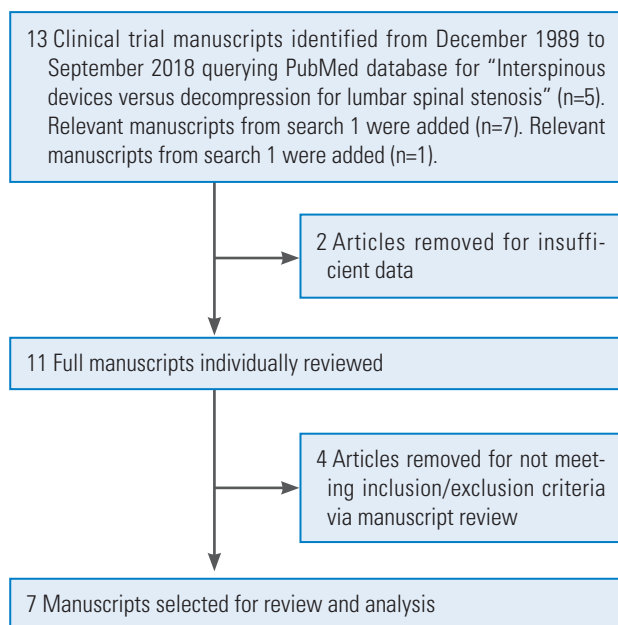 13 Clinical trial manuscripts identified from December 1989 to
September 2018 querying PubMed database for “Interspinous
devices versus decompression for lumbar spinal stenosis” (n=5).
Relevant manuscripts from search 1 were added (n=7). Relevant
manuscripts from search 1 were added (n=1).
2 Articles removed for insuffi-
cient data
11 Full manuscripts individually reviewed
4 Articles removed for not meet-
ing inclusion/exclusion criteria
via manuscript review
7 Manuscripts selected for review and analysis